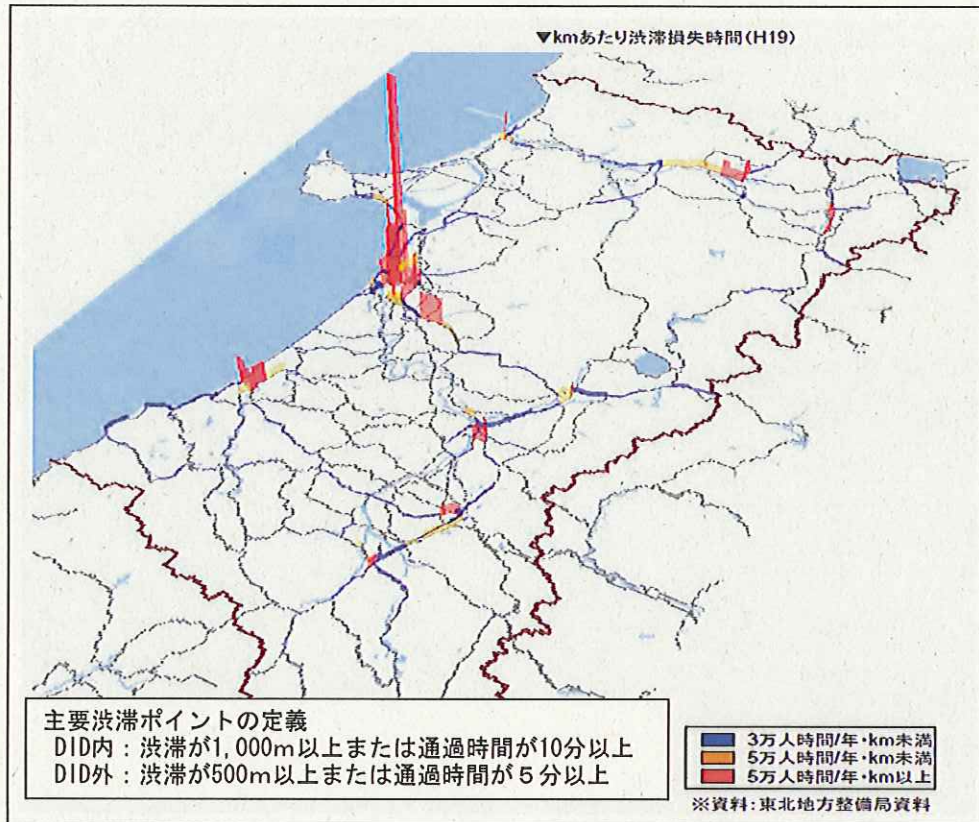 ▼kmあたり渋滞損失時間(H19)
主要渋滞ポイントの定義
DID内：渋滞が1,000m以上または通過時間が10分以上
DID外：渋滞が500m以上または通過時間が５分以上
3万人時間/年・km未満
5万人時間/年・km未満
5万人時間/年・km以上
※資料:東北地方整備局資料